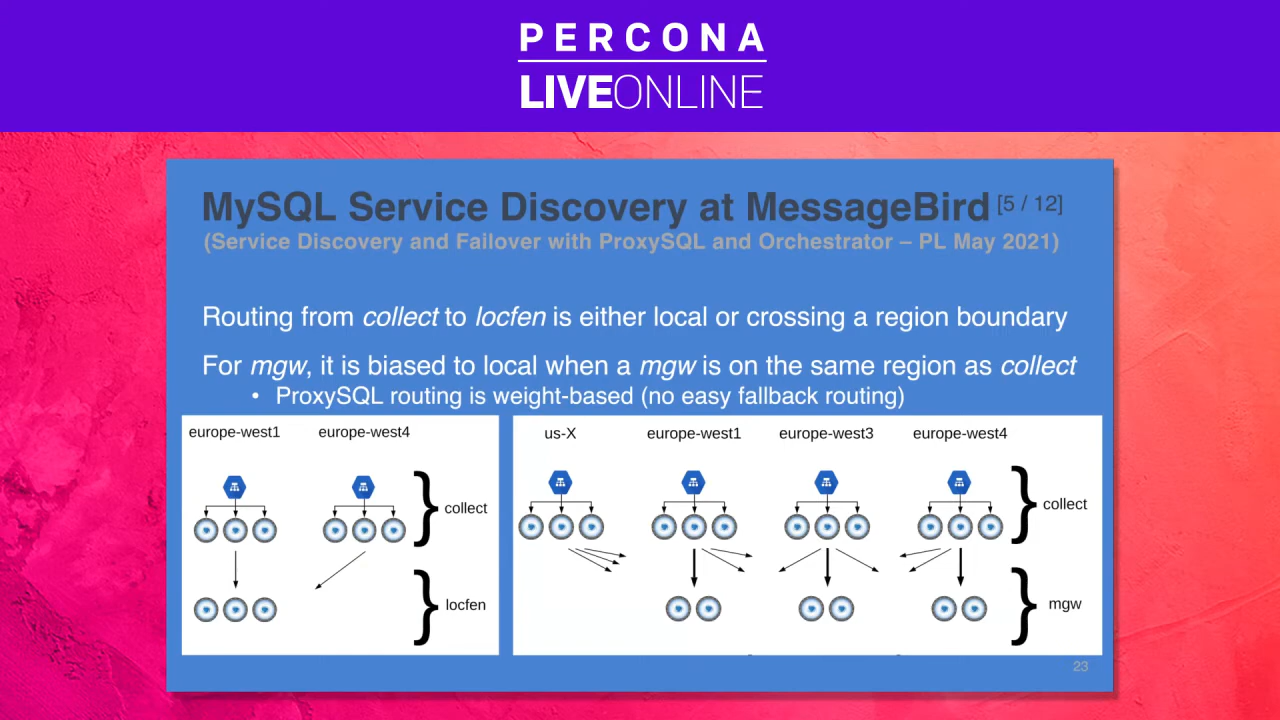 PERCONA
LIVEONLINE
MySQL Service Discovery at MessageBird [5 / 12]
(Service Discovery and Failover with ProxySQL and Orchestrator – PL May 2021)
Routing from collect to locfen is either local or crossing a region boundary
For mgw, it is biased to local when a mgw is on the same region as collect
• ProxySQL routing is weight-based (no easy fallback routing)
europe-west1 europe-west4
collect
locfen
us-X europe-west1 europe-west3 europe-west4
collect
mgw
23